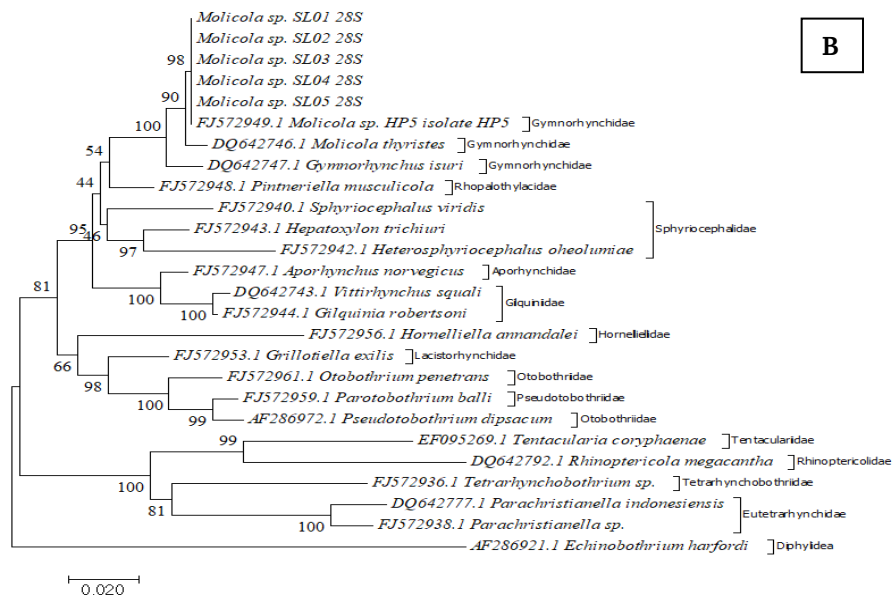 B
Molicola sp. SL01 28S
Molicola sp. SL02 28S
Molicola sp. SL03 28S
Molicola sp. SL04 28S
Molicola sp. SL05 28S
FJ572949.1 Molicola sp. HP5 isolate HP5 Gymnorhynchidae
DQ642746.1 Molicola thyristes Gymnorhynchidae
DQ642747.1 Gymnorhynchus isuri Gymnorhynchidae
FJ572948.1 Pintneriella musculicola Rhopalothylacidae
FJ572940.1 Sphyriocephalus viridis
FJ572943.1 Hepatoxylon trichiuri Sphyriocephalidae
FJ572942.1 Heterosphyriocephalus oheolumiae
FJ572947.1 Aporhynchus norvegicus Aporhynchidae
DQ642743.1 Vittirhynchus squali Gilquiniidae
FJ572944.1 Gilquinia robertsoni
FJ572956.1 Hornelliella annandalei Hornelliellidae
FJ572953.1 Grillotiella exilis Lacistorhynchidae
FJ572961.1 Otobothrium penetrans Otobothriidae
FJ572959.1 Parotobothrium balli Pseudotobothriidae
AF286972.1 Pseudotobothrium dipsacum Otobothriidae
EF095269.1 Tentacularia coryphaenae Tentaculariidae
DQ642792.1 Rhinoptericola megacantha Rhinoptericolidae
FJ572936.1 Tetrarhynchobothrium sp. Tetrarhynchobothriidae
DQ642777.1 Parachristianella indonesiensis Eutetrarhynchidae
FJ572938.1 Parachristianella sp.
AF286921.1 Echinobothrium harfordi Diphylidea
98
90
100
54
44
95
46
97
81
100
100
66
98
100
99
99
100
81
100
0.020